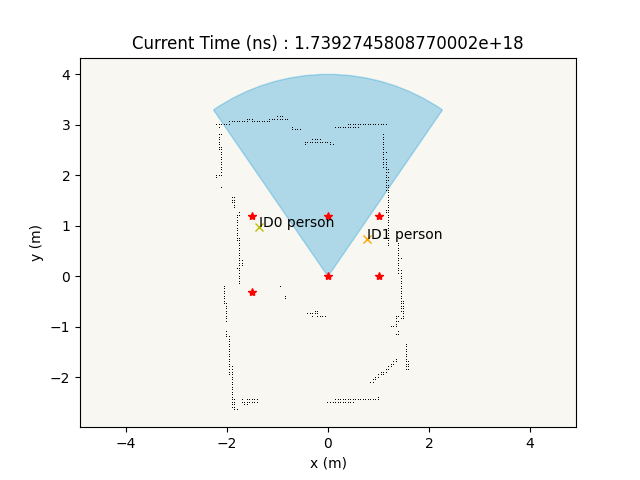 Current Time (ns) : 1.7392745808770002e+18
4
3
2
1
0
−1
−2
y (m)
ID0 person
ID1 person
−4
−2
0
2
4
x (m)